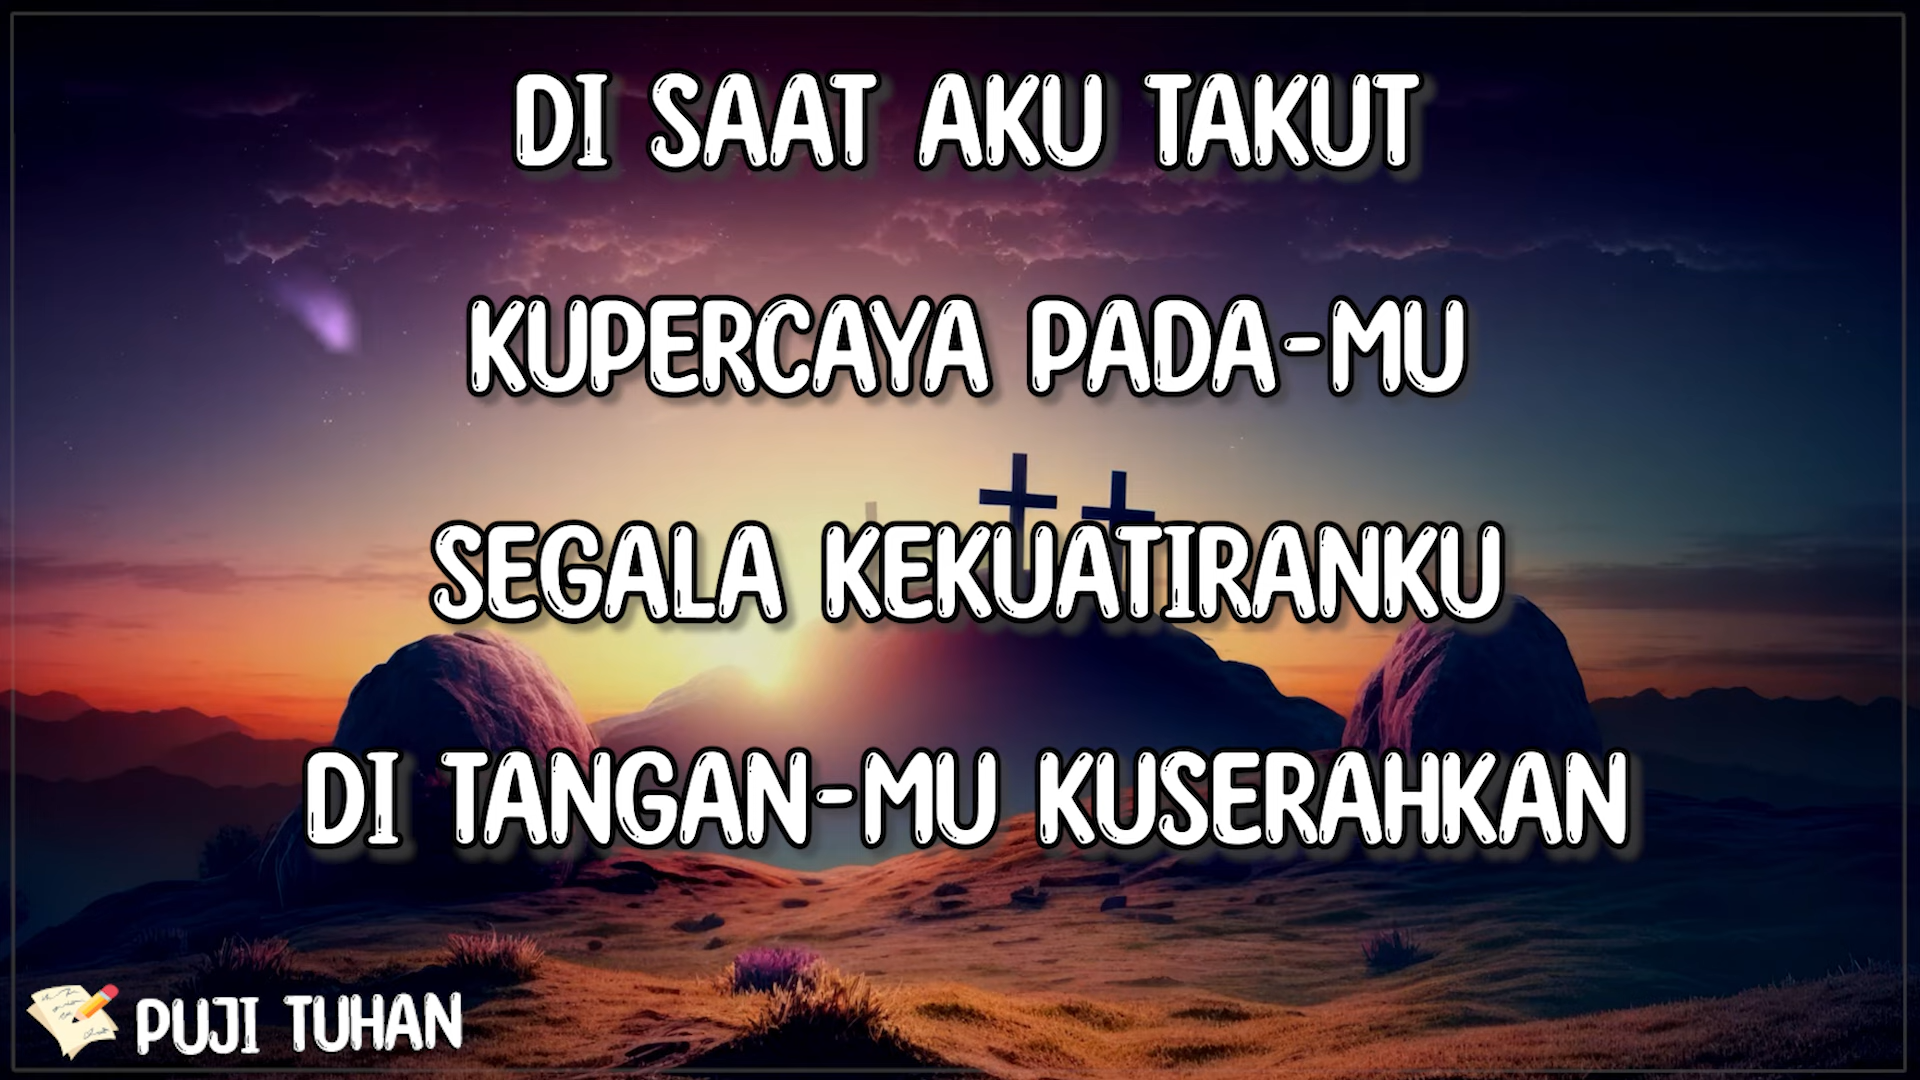 DI SAAT AKU TAKUT
KUPERCAYA PADA-MU
SEGALA KEKUATIRANKU
DI TANGAN-MU KUSERAHKAN
PUJI TUHAN